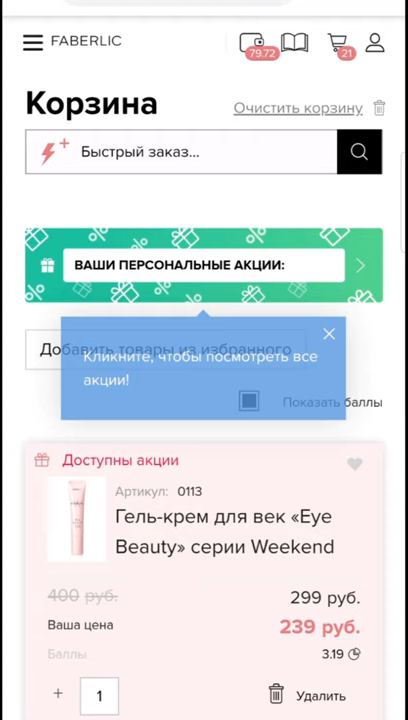 FABERLIC
79.72
21
Корзина
Очистить корзину
Быстрый заказ...
ВАШИ ПЕРСОНАЛЬНЫЕ АКЦИИ:
Добавить товары из избранного
Кликните, чтобы посмотреть все
акции!
Показать баллы
Доступны акции
Артикул: 0113
Гель-крем для век «Eye
Beauty» серии Weekend
400 руб.
299 руб.
Ваша цена
239 руб.
Баллы
3.19
+
1
Удалить